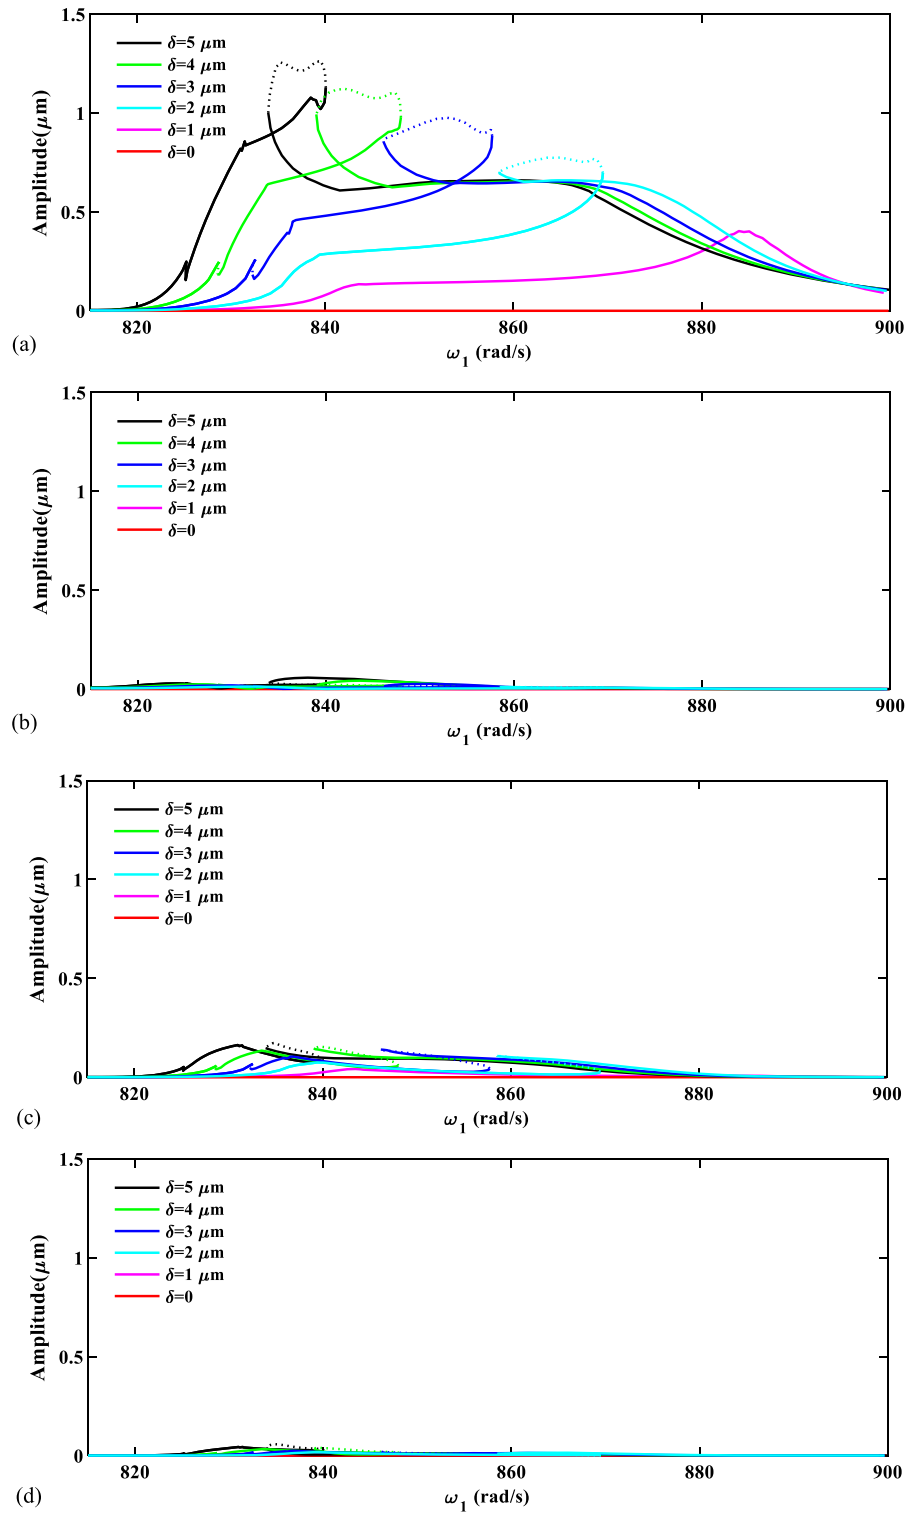 1.5
1
0.5
0
Amplitude(μm)
δ=5 μm
δ=4 μm
δ=3 μm
δ=2 μm
δ=1 μm
δ=0
820 840 860 880 900
ω1 (rad/s)
(a)
1.5
1
0.5
0
Amplitude(μm)
δ=5 μm
δ=4 μm
δ=3 μm
δ=2 μm
δ=1 μm
δ=0
820 840 860 880 900
ω1 (rad/s)
(b)
1.5
1
0.5
0
Amplitude(μm)
δ=5 μm
δ=4 μm
δ=3 μm
δ=2 μm
δ=1 μm
δ=0
820 840 860 880 900
ω1 (rad/s)
(c)
1.5
1
0.5
0
Amplitude(μm)
δ=5 μm
δ=4 μm
δ=3 μm
δ=2 μm
δ=1 μm
δ=0
820 840 860 880 900
ω1 (rad/s)
(d)